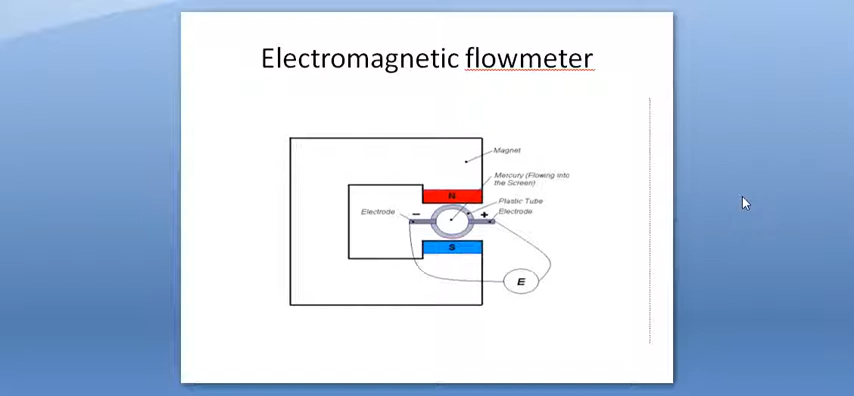 Electromagnetic flowmeter
Magnet
Mercury (Flowing into
the Screen)
N
Plastic Tube
Electrode
− +
Electrode
S
E